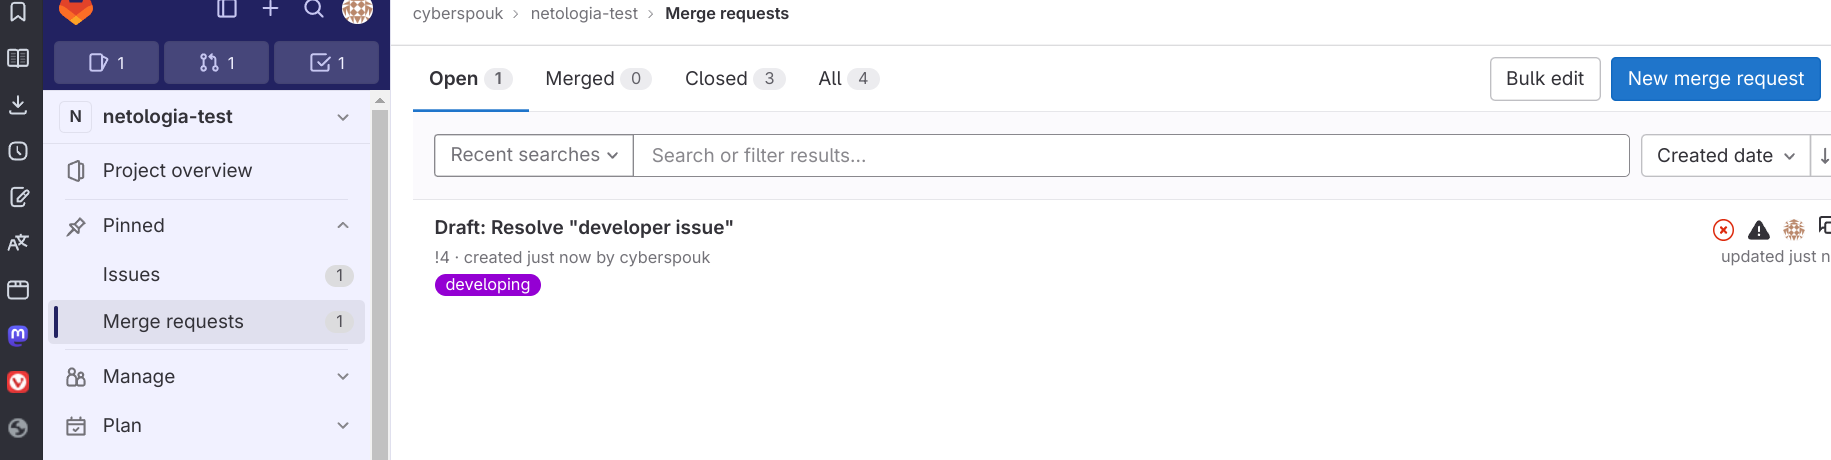 cyberspouk › netologia-test › Merge requests
1 1 1
N netologia-test
Project overview
Pinned
Issues 1
Merge requests 1
Manage
Plan
Open 1 Merged 0 Closed 3 All 4
Bulk edit New merge request
Recent searches Search or filter results... Created date
Draft: Resolve "developer issue"
!4 · created just now by cyberspouk
updated just n
developing